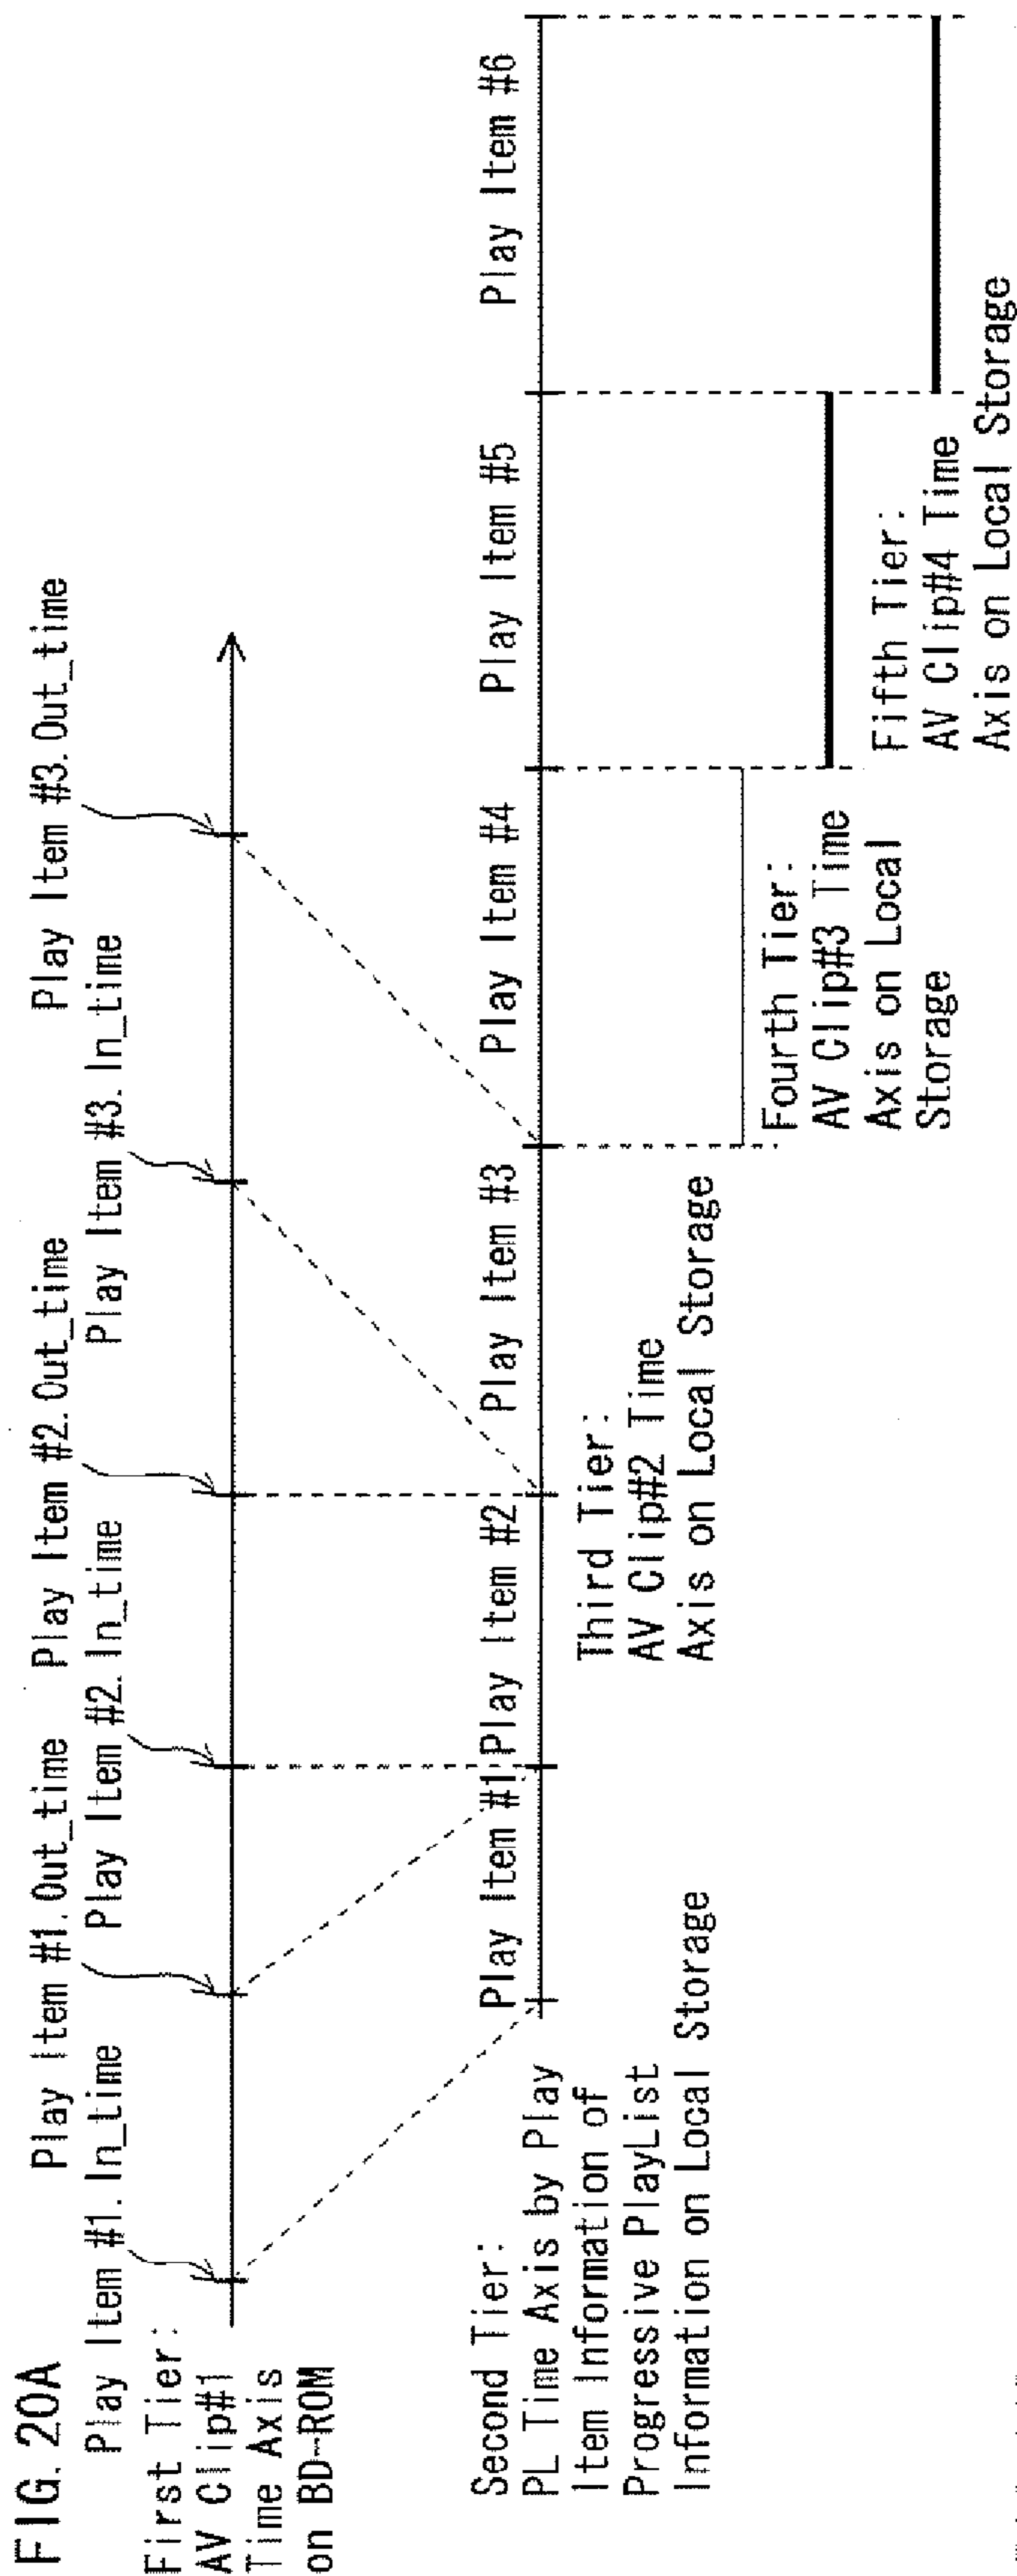 FIG. 20A
Play Item #1. In_time
Play Item #1. Out_time
Play Item #2. In_time
Play Item #2. Out_time
Play Item #3. In_time
Play Item #3. Out_time
First Tier:
AV Clip#1
Time Axis
on BD-ROM
Play Item #1
Play Item #2
Play Item #3
Play Item #4
Play Item #5
Play Item #6
Second Tier:
PL Time Axis by Play
Item Information of
Progressive PlayList
Information on Local Storage
Third Tier:
AV Clip#2 Time
Axis on Local Storage
Fourth Tier:
AV Clip#3 Time
Axis on Local
Storage
Fifth Tier:
AV Clip#4 Time
Axis on Local Storage